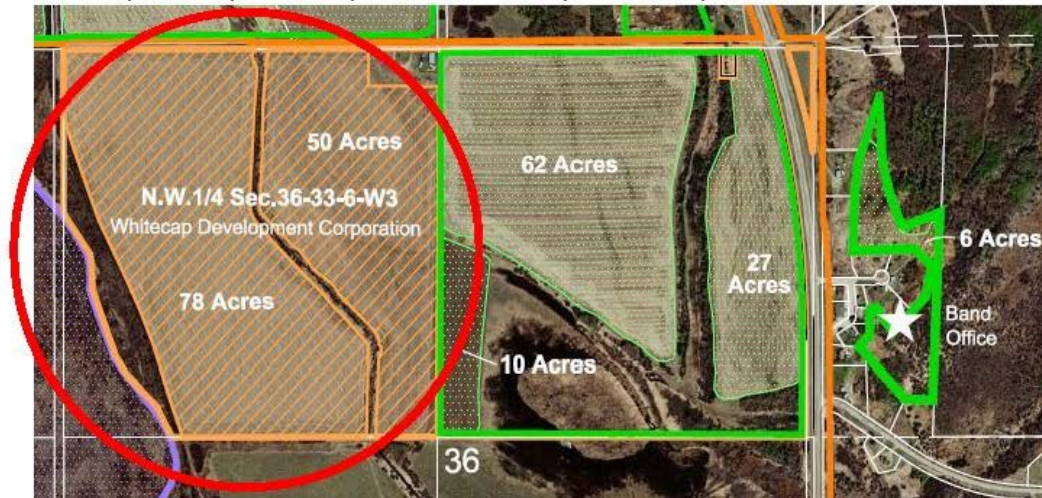 50 Acres
62 Acres
N.W.1/4 Sec.36-33-6-W3
Whitecap Development Corporation
6 Acres
27
Acres
78 Acres
Band
Office
10 Acres
36